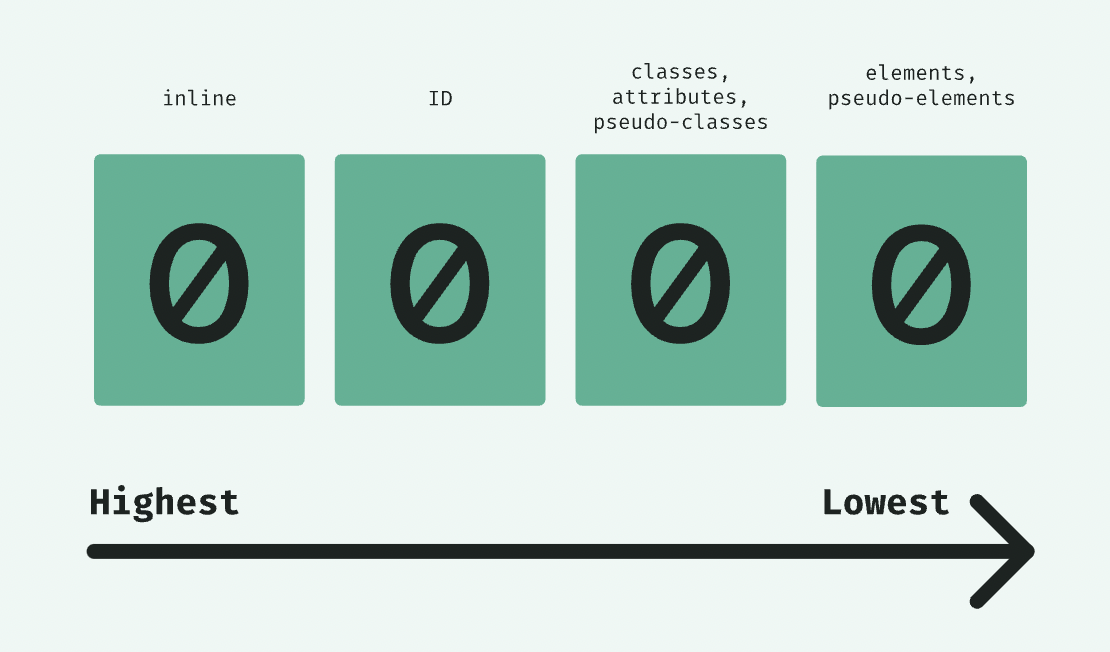 inline
ID
classes,
attributes,
pseudo-classes
elements,
pseudo-elements
0
0
0
0
Highest
Lowest